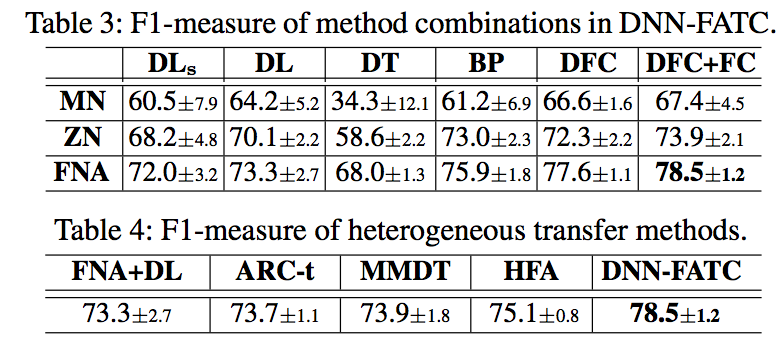 Table 3: F1-measure of method combinations in DNN-FATC.
DLs DL DT BP DFC DFC+FC
MN 60.5±7.9 64.2±5.2 34.3±12.1 61.2±6.9 66.6±1.6 67.4±4.5
ZN 68.2±4.8 70.1±2.2 58.6±2.2 73.0±2.3 72.3±2.2 73.9±2.1
FNA 72.0±3.2 73.3±2.7 68.0±1.3 75.9±1.8 77.6±1.1 78.5±1.2
Table 4: F1-measure of heterogeneous transfer methods.
FNA+DL ARC-t MMDT HFA DNN-FATC
73.3±2.7 73.7±1.1 73.9±1.8 75.1±0.8 78.5±1.2